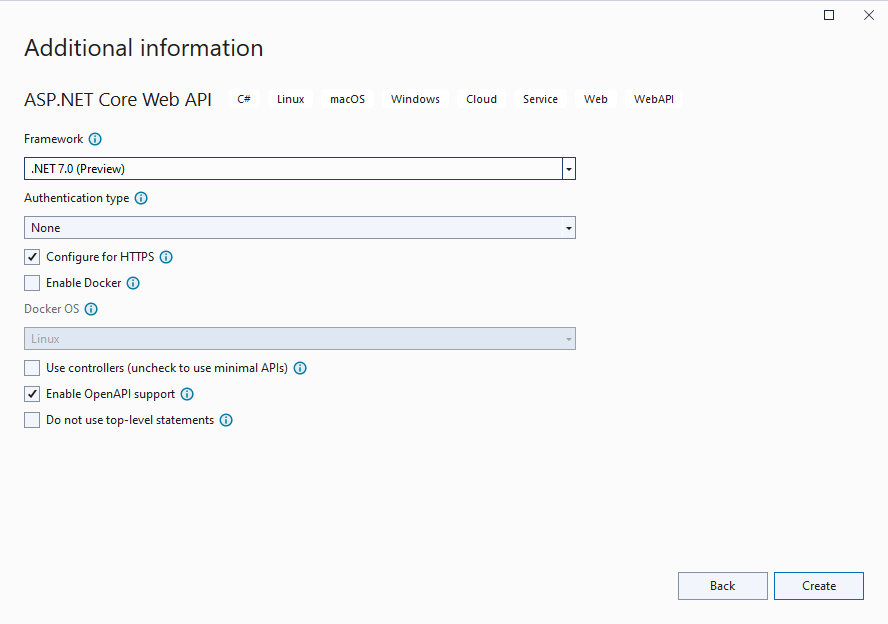 Additional information
ASP.NET Core Web API C# Linux macOS Windows Cloud Service Web WebAPI
Framework
.NET 7.0 (Preview)
Authentication type
None
Configure for HTTPS
Enable Docker
Docker OS
Linux
Use controllers (uncheck to use minimal APIs)
Enable OpenAPI support
Do not use top-level statements
Back Create